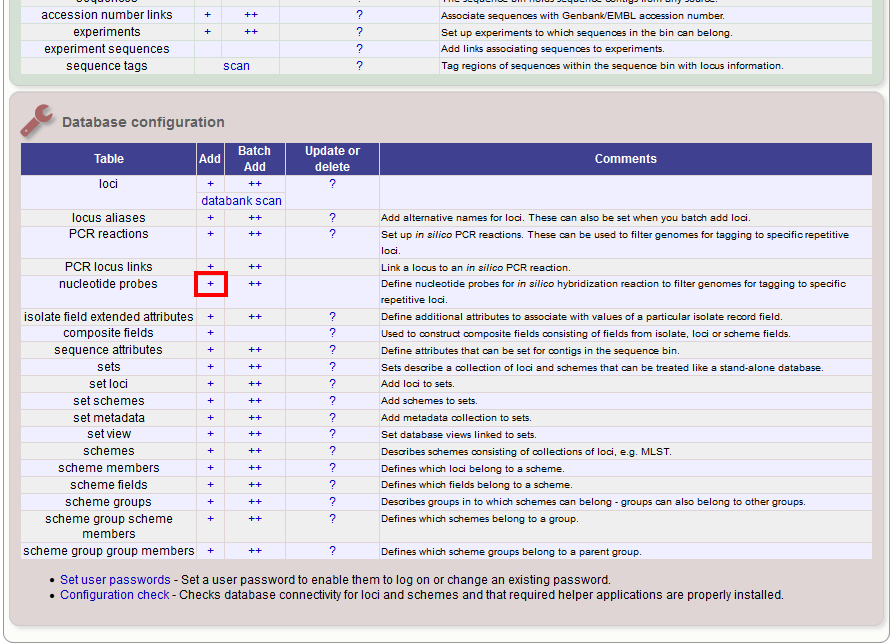 sequences The sequence bin holds sequence contigs from any source.
accession number links + ++ ? Associate sequences with Genbank/EMBL accession number.
experiments + ++ ? Set up experiments to which sequences in the bin can belong.
experiment sequences ? Add links associating sequences to experiments.
sequence tags scan ? Tag regions of sequences within the sequence bin with locus information.
Database configuration
Table Add Batch Add Update or delete Comments
loci + ++ ?
databank scan
locus aliases + ++ ? Add alternative names for loci. These can also be set when you batch add loci.
PCR reactions + ++ ? Set up in silico PCR reactions. These can be used to filter genomes for tagging to specific repetitive
loci.
PCR locus links + ++ Link a locus to an in silico PCR reaction.
nucleotide probes + ++ Define nucleotide probes for in silico hybridization reaction to filter genomes for tagging to specific
repetitive loci.
isolate field extended attributes + ++ ? Define additional attributes to associate with values of a particular isolate record field.
composite fields + ? Used to construct composite fields consisting of fields from isolate, loci or scheme fields.
sequence attributes + ++ ? Define attributes that can be set for contigs in the sequence bin.
sets + ++ ? Sets describe a collection of loci and schemes that can be treated like a stand-alone database.
set loci + ++ ? Add loci to sets.
set schemes + ++ ? Add schemes to sets.
set metadata + ++ ? Add metadata collection to sets.
set view + ++ ? Set database views linked to sets.
schemes + ++ ? Describes schemes consisting of collections of loci, e.g. MLST.
scheme members + ++ ? Defines which loci belong to a scheme.
scheme fields + ++ ? Defines which fields belong to a scheme.
scheme groups + ++ ? Describes groups in to which schemes can belong - groups can also belong to other groups.
scheme group scheme + ++ ? Defines which schemes belong to a group.
members
scheme group group members + ++ ? Defines which scheme groups belong to a parent group.
• Set user passwords - Set a user password to enable them to log on or change an existing password.
• Configuration check - Checks database connectivity for loci and schemes and that required helper applications are properly installed.